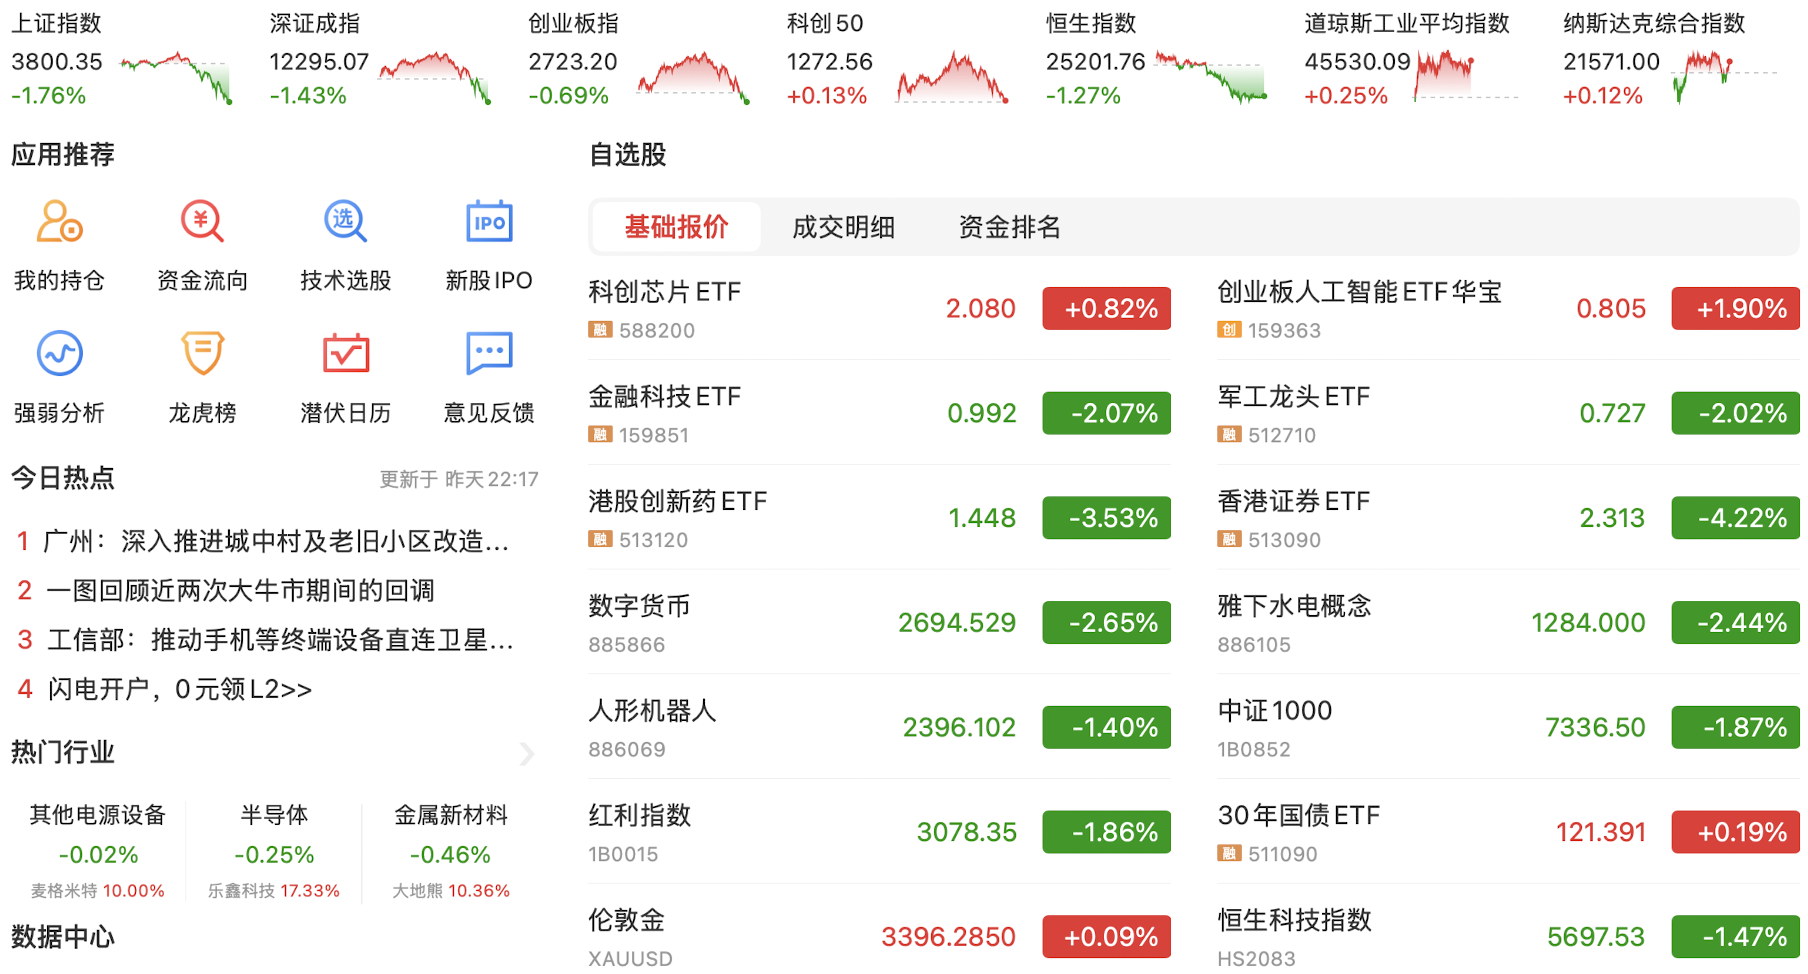 上证指数
3800.35
-1.76%
深证成指
12295.07
-1.43%
创业板指
2723.20
-0.69%
科创50
1272.56
+0.13%
恒生指数
25201.76
-1.27%
道琼斯工业平均指数
45530.09
+0.25%
纳斯达克综合指数
21571.00
+0.12%
应用推荐
¥
选
IPO
我的持仓
资金流向
技术选股
新股IPO
强弱分析
龙虎榜
潜伏日历
意见反馈
今日热点
更新于 昨天22:17
1 广州：深入推进城中村及老旧小区改造...
2 一图回顾近两次大牛市期间的回调
3 工信部：推动手机等终端设备直连卫星...
4 闪电开户，0元领L2>>
热门行业
其他电源设备
-0.02%
麦格米特 10.00%
半导体
-0.25%
乐鑫科技 17.33%
金属新材料
-0.46%
大地熊 10.36%
数据中心
自选股
基础报价 成交明细 资金排名
科创芯片ETF
融 588200
2.080
+0.82%
创业板人工智能ETF华宝
创 159363
0.805
+1.90%
金融科技ETF
融 159851
0.992
-2.07%
军工龙头ETF
融 512710
0.727
-2.02%
港股创新药ETF
融 513120
1.448
-3.53%
香港证券ETF
融 513090
2.313
-4.22%
数字货币
885866
2694.529
-2.65%
雅下水电概念
886105
1284.000
-2.44%
人形机器人
886069
2396.102
-1.40%
中证1000
1B0852
7336.50
-1.87%
红利指数
1B0015
3078.35
-1.86%
30年国债ETF
融 511090
121.391
+0.19%
伦敦金
XAUUSD
3396.2850
+0.09%
恒生科技指数
HS2083
5697.53
-1.47%